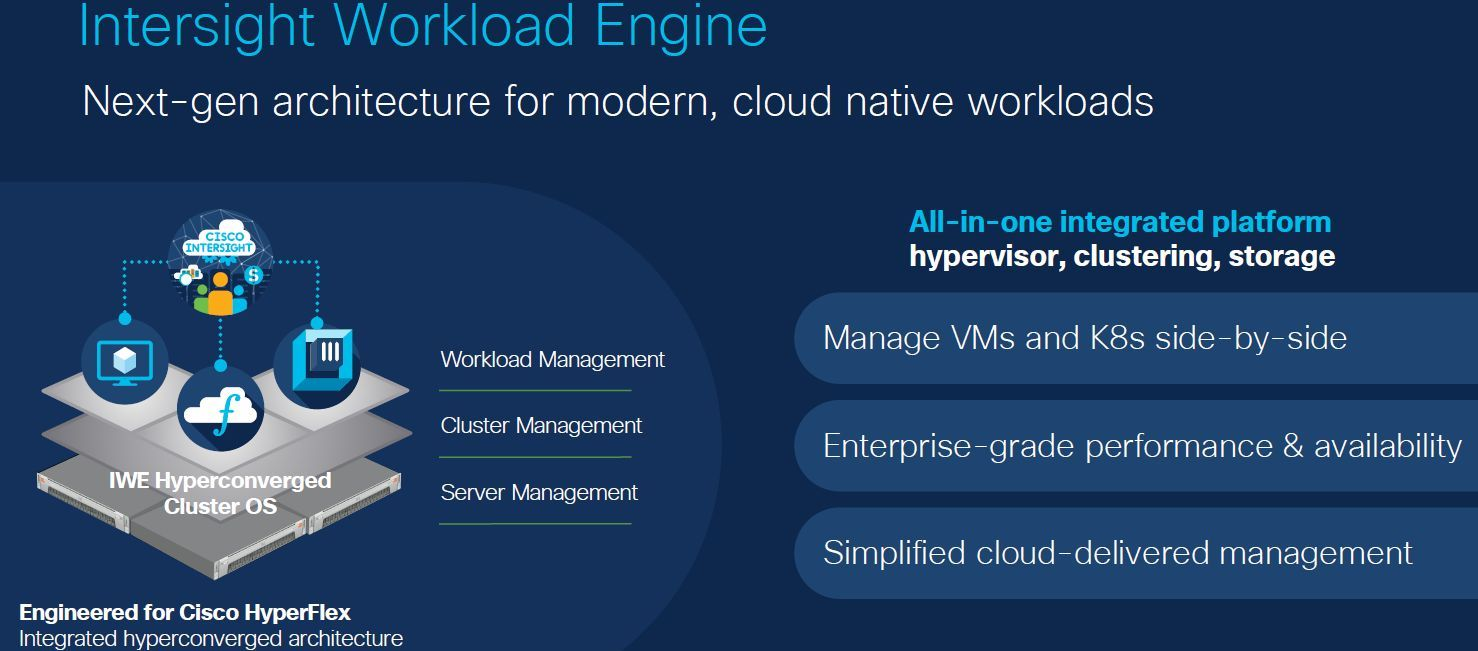 Intersight Workload Engine
Next-gen architecture for modern, cloud native workloads
CISCO
INTERSIGHT
$
f
IWE Hyperconverged
Cluster OS
Engineered for Cisco HyperFlex
Integrated hyperconverged architecture
Workload Management
Cluster Management
Server Management
All-in-one integrated platform
hypervisor, clustering, storage
Manage VMs and K8s side-by-side
Enterprise-grade performance & availability
Simplified cloud-delivered management